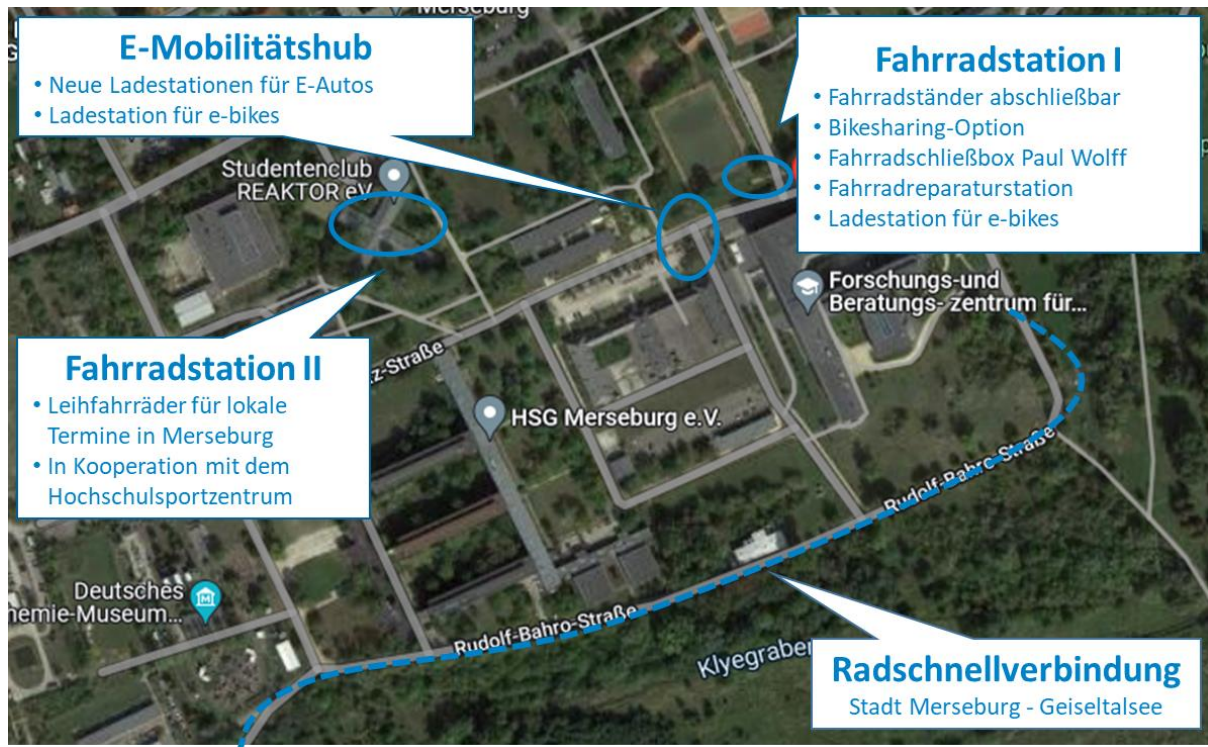 Merseburg
E-Mobilitätshub
• Neue Ladestationen für E-Autos
• Ladestation für e-bikes
Fahrradstation I
• Fahrradständer abschließbar
• Bikesharing-Option
• Fahrradschließbox Paul Wolff
• Fahrradreparaturstation
• Ladestation für e-bikes
Studentenclub
REAKTOR eV
Forschungs-und
Beratungs- zentrum für...
Fahrradstation II
• Leihfahrräder für lokale
Termine in Merseburg
• In Kooperation mit dem
Hochschulsportzentrum
z-Straße
HSG Merseburg e.V.
Rudolf-Bahro-Straße
Deutsches
hemie-Museum...
Rudolf-Bahro-Straße
Klyegraben
Radschnellverbindung
Stadt Merseburg - Geiseltalsee